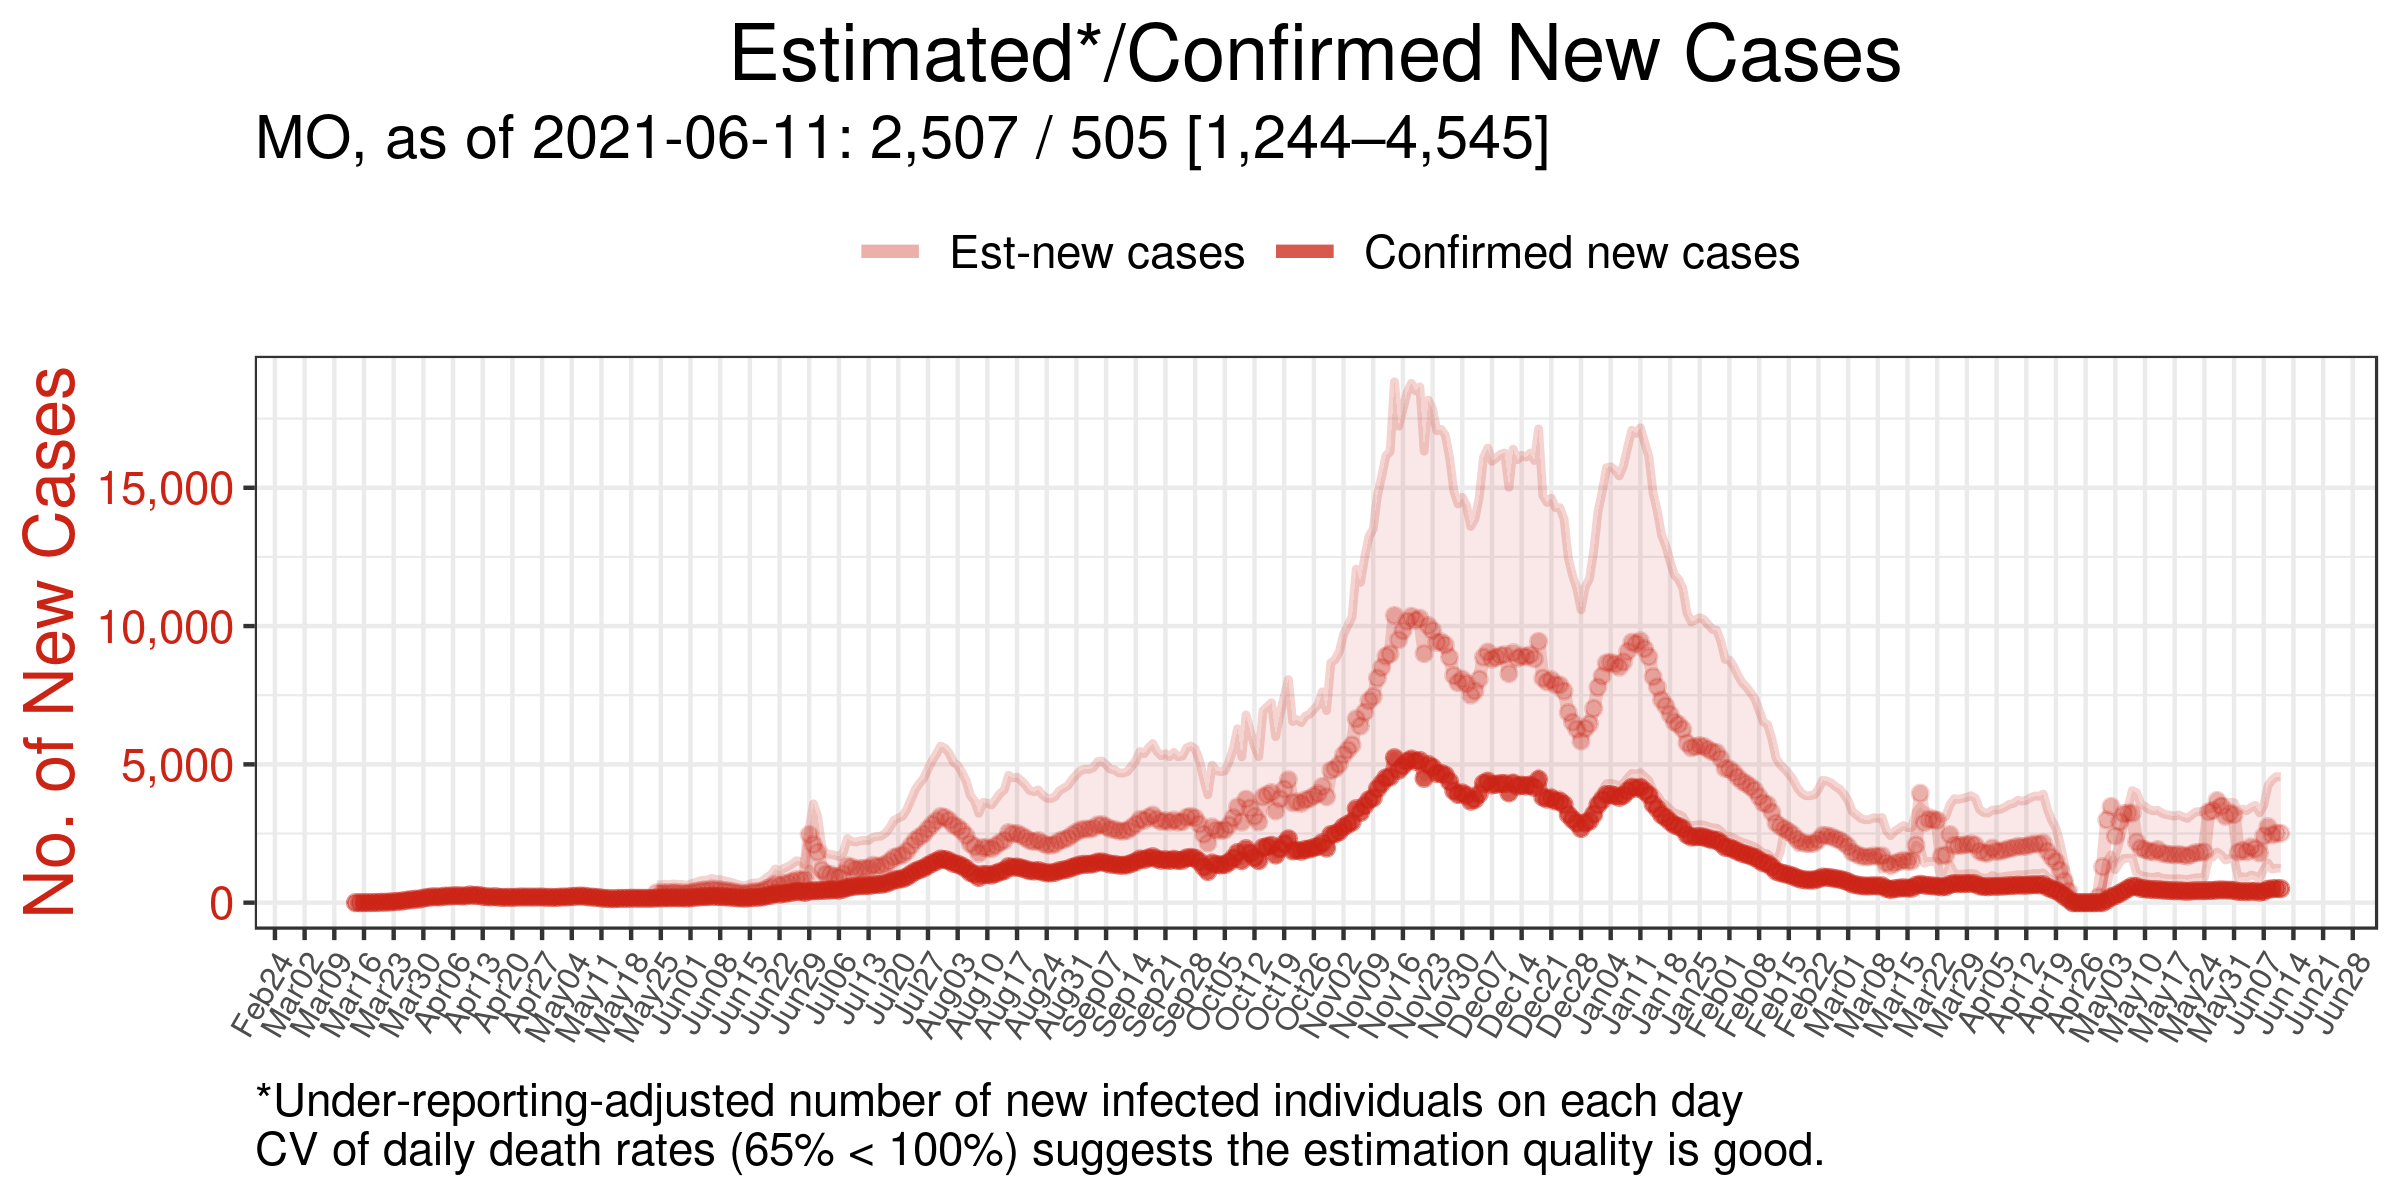 Estimated*/Confirmed New Cases
MO, as of 2021-06-11: 2,507 / 505 [1,244–4,545]
Est-new cases
Confirmed new cases
No. of New Cases
15,000
10,000
5,000
0
Feb24
Mar02
Mar09
Mar16
Mar23
Mar30
Apr06
Apr13
Apr20
Apr27
May04
May11
May18
May25
Jun01
Jun08
Jun15
Jun22
Jun29
Jul06
Jul13
Jul20
Jul27
Aug03
Aug10
Aug17
Aug24
Aug31
Sep07
Sep14
Sep21
Sep28
Oct05
Oct12
Oct19
Oct26
Nov02
Nov09
Nov16
Nov23
Nov30
Dec07
Dec14
Dec21
Dec28
Jan04
Jan11
Jan18
Jan25
Feb01
Feb08
Feb15
Feb22
Mar01
Mar08
Mar15
Mar22
Mar29
Apr05
Apr12
Apr19
Apr26
May03
May10
May17
May24
May31
Jun07
Jun14
Jun21
Jun28
*Under-reporting-adjusted number of new infected individuals on each day
CV of daily death rates (65% < 100%) suggests the estimation quality is good.